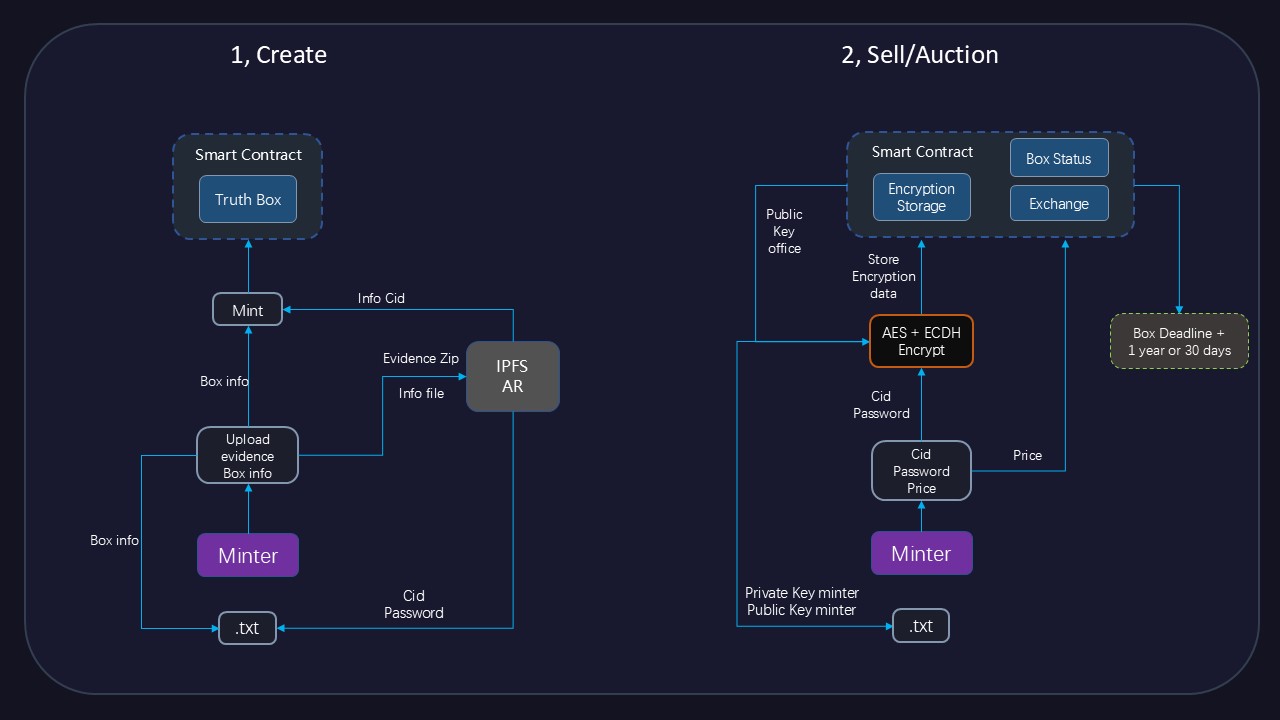 1, Create
Smart Contract
Truth Box
Mint
Info Cid
Evidence Zip
Info file
IPFS
AR
Box info
Upload
evidence
Box info
Box info
Minter
Cid
Password
.txt
2, Sell/Auction
Smart Contract
Encryption
Storage
Box Status
Exchange
Public
Key
office
Store
Encryption
data
AES + ECDH
Encrypt
Box Deadline +
1 year or 30 days
Cid
Password
Cid
Password
Price
Price
Minter
Private Key minter
Public Key minter
.txt